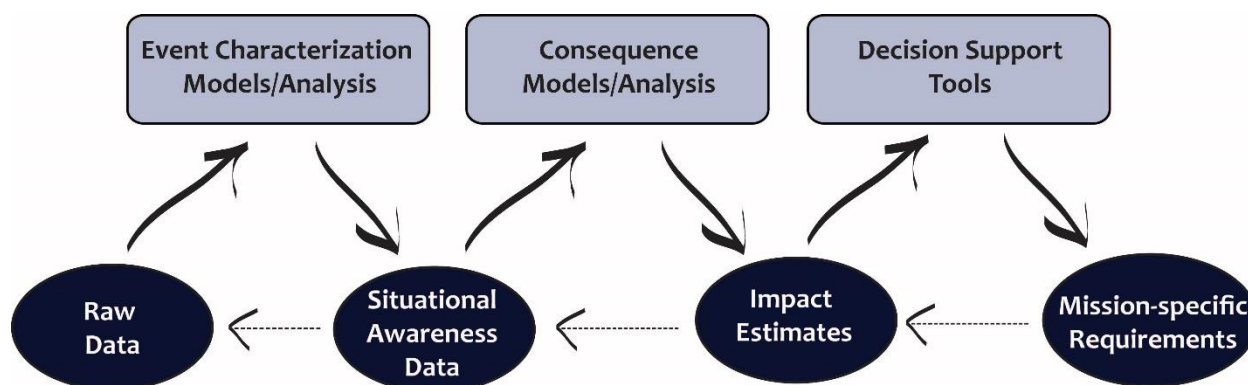 Event Characterization
Models/Analysis
Consequence
Models/Analysis
Decision Support
Tools
Raw
Data
Situational
Awareness
Data
Impact
Estimates
Mission-specific
Requirements